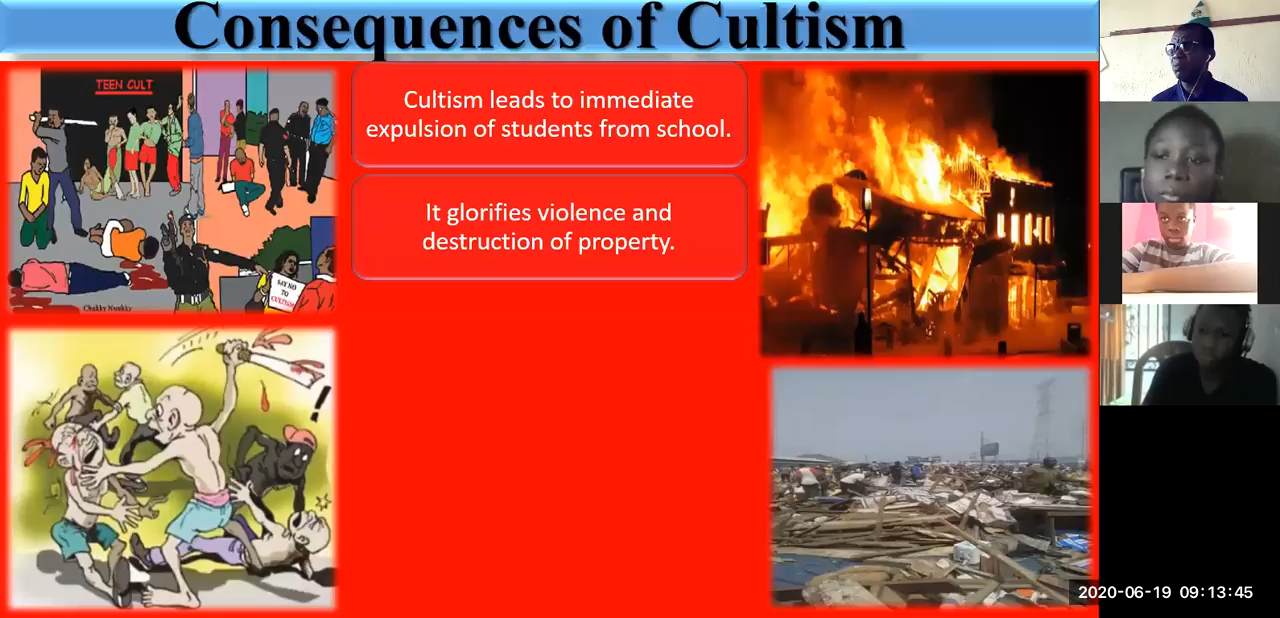 Consequences of Cultism
TEEN CULT
Cultism leads to immediate
expulsion of students from school.
It glorifies violence and
destruction of property.
SAY NO
TO
CULTISM
Chukky Nwukky
!
2020-06-19 09:13:45